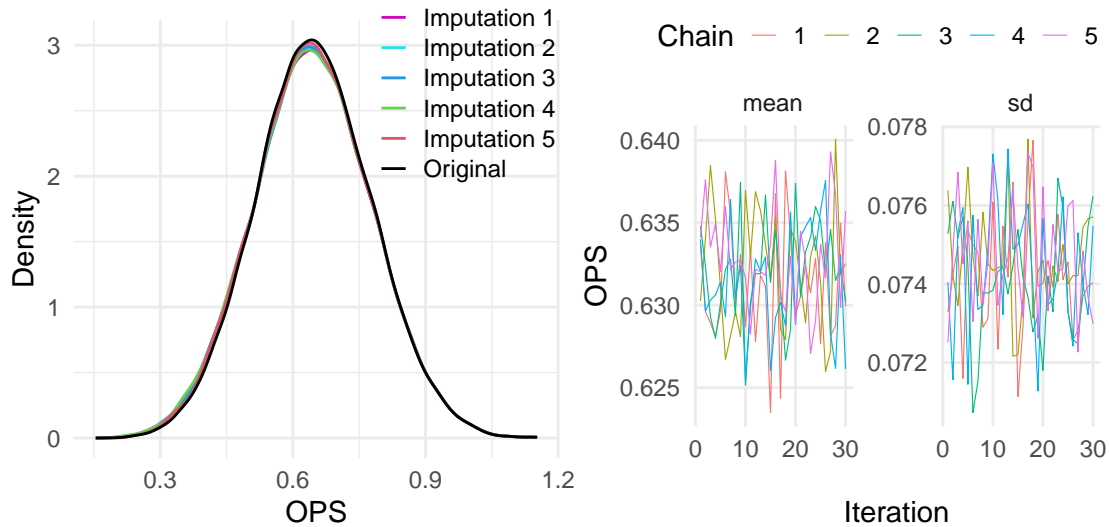 Imputation 1
Imputation 2
Imputation 3
Imputation 4
Imputation 5
Original
3
2
1
0
Density
0.3 0.6 0.9 1.2
OPS
Chain 1 2 3 4 5
mean
0.640
0.635
0.630
0.625
OPS
0 10 20 30
sd
0.078
0.076
0.074
0.072
0 10 20 30
Iteration